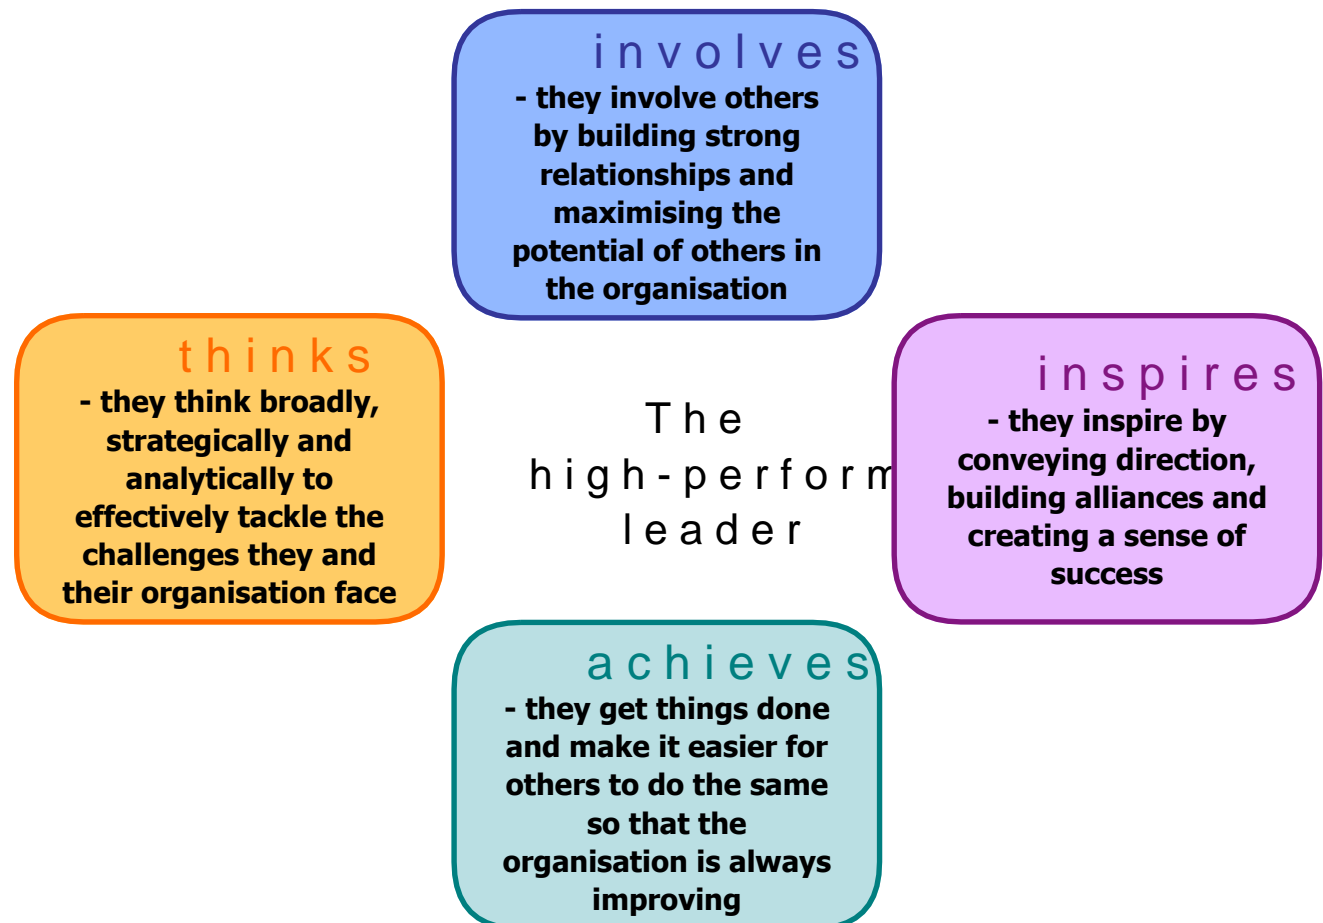 involves
- they involve others
by building strong
relationships and
maximising the
potential of others in
the organisation
thinks
- they think broadly,
strategically and
analytically to
effectively tackle the
challenges they and
their organisation face
The
high-perform
leader
inspires
- they inspire by
conveying direction,
building alliances and
creating a sense of
success
achieves
- they get things done
and make it easier for
others to do the same
so that the
organisation is always
improving